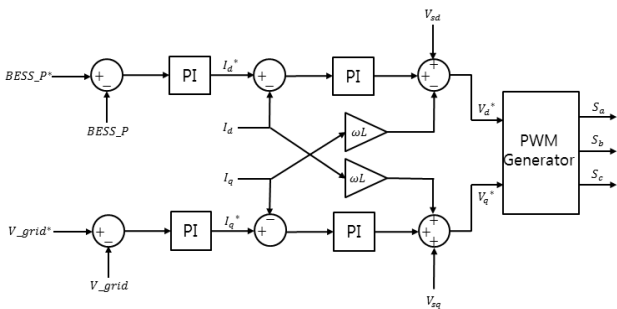 V_sd
BESS_P*
PI
I_d*
PI
V_d*
BESS_P
I_d
ωL
PWM
Generator
S_a
S_b
S_c
I_q
ωL
V_q*
V_grid*
PI
I_q*
PI
V_grid
V_sq